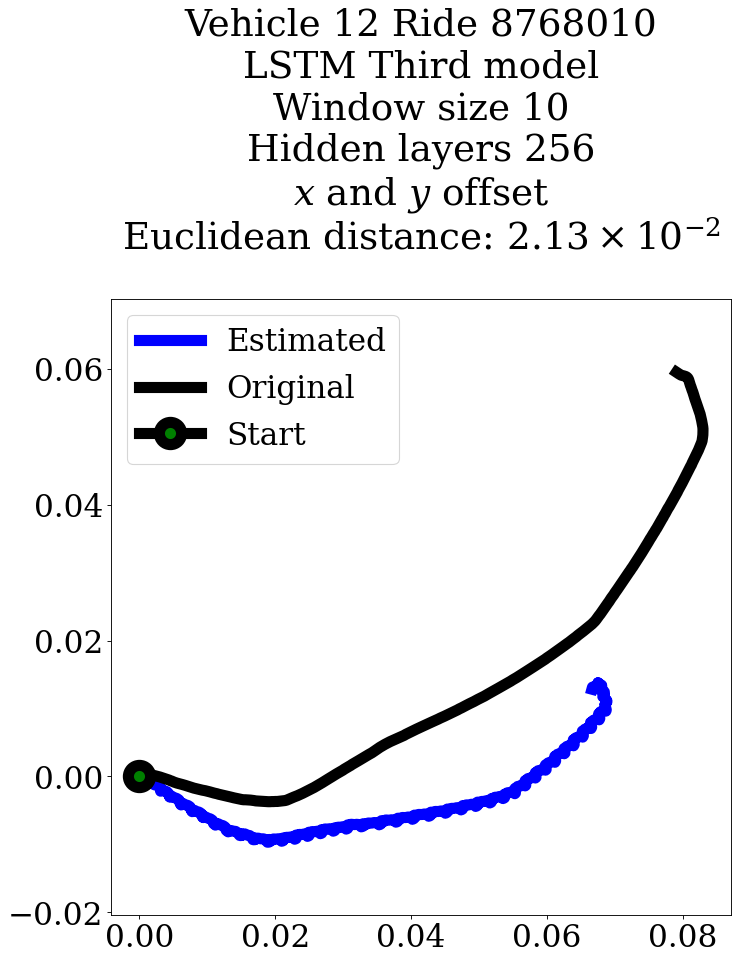 Vehicle 12 Ride 8768010
LSTM Third model
Window size 10
Hidden layers 256
x and y offset
Euclidean distance: 2.13 × 10⁻²
Estimated
Original
Start
0.06
0.04
0.02
0.00
−0.02
0.00 0.02 0.04 0.06 0.08